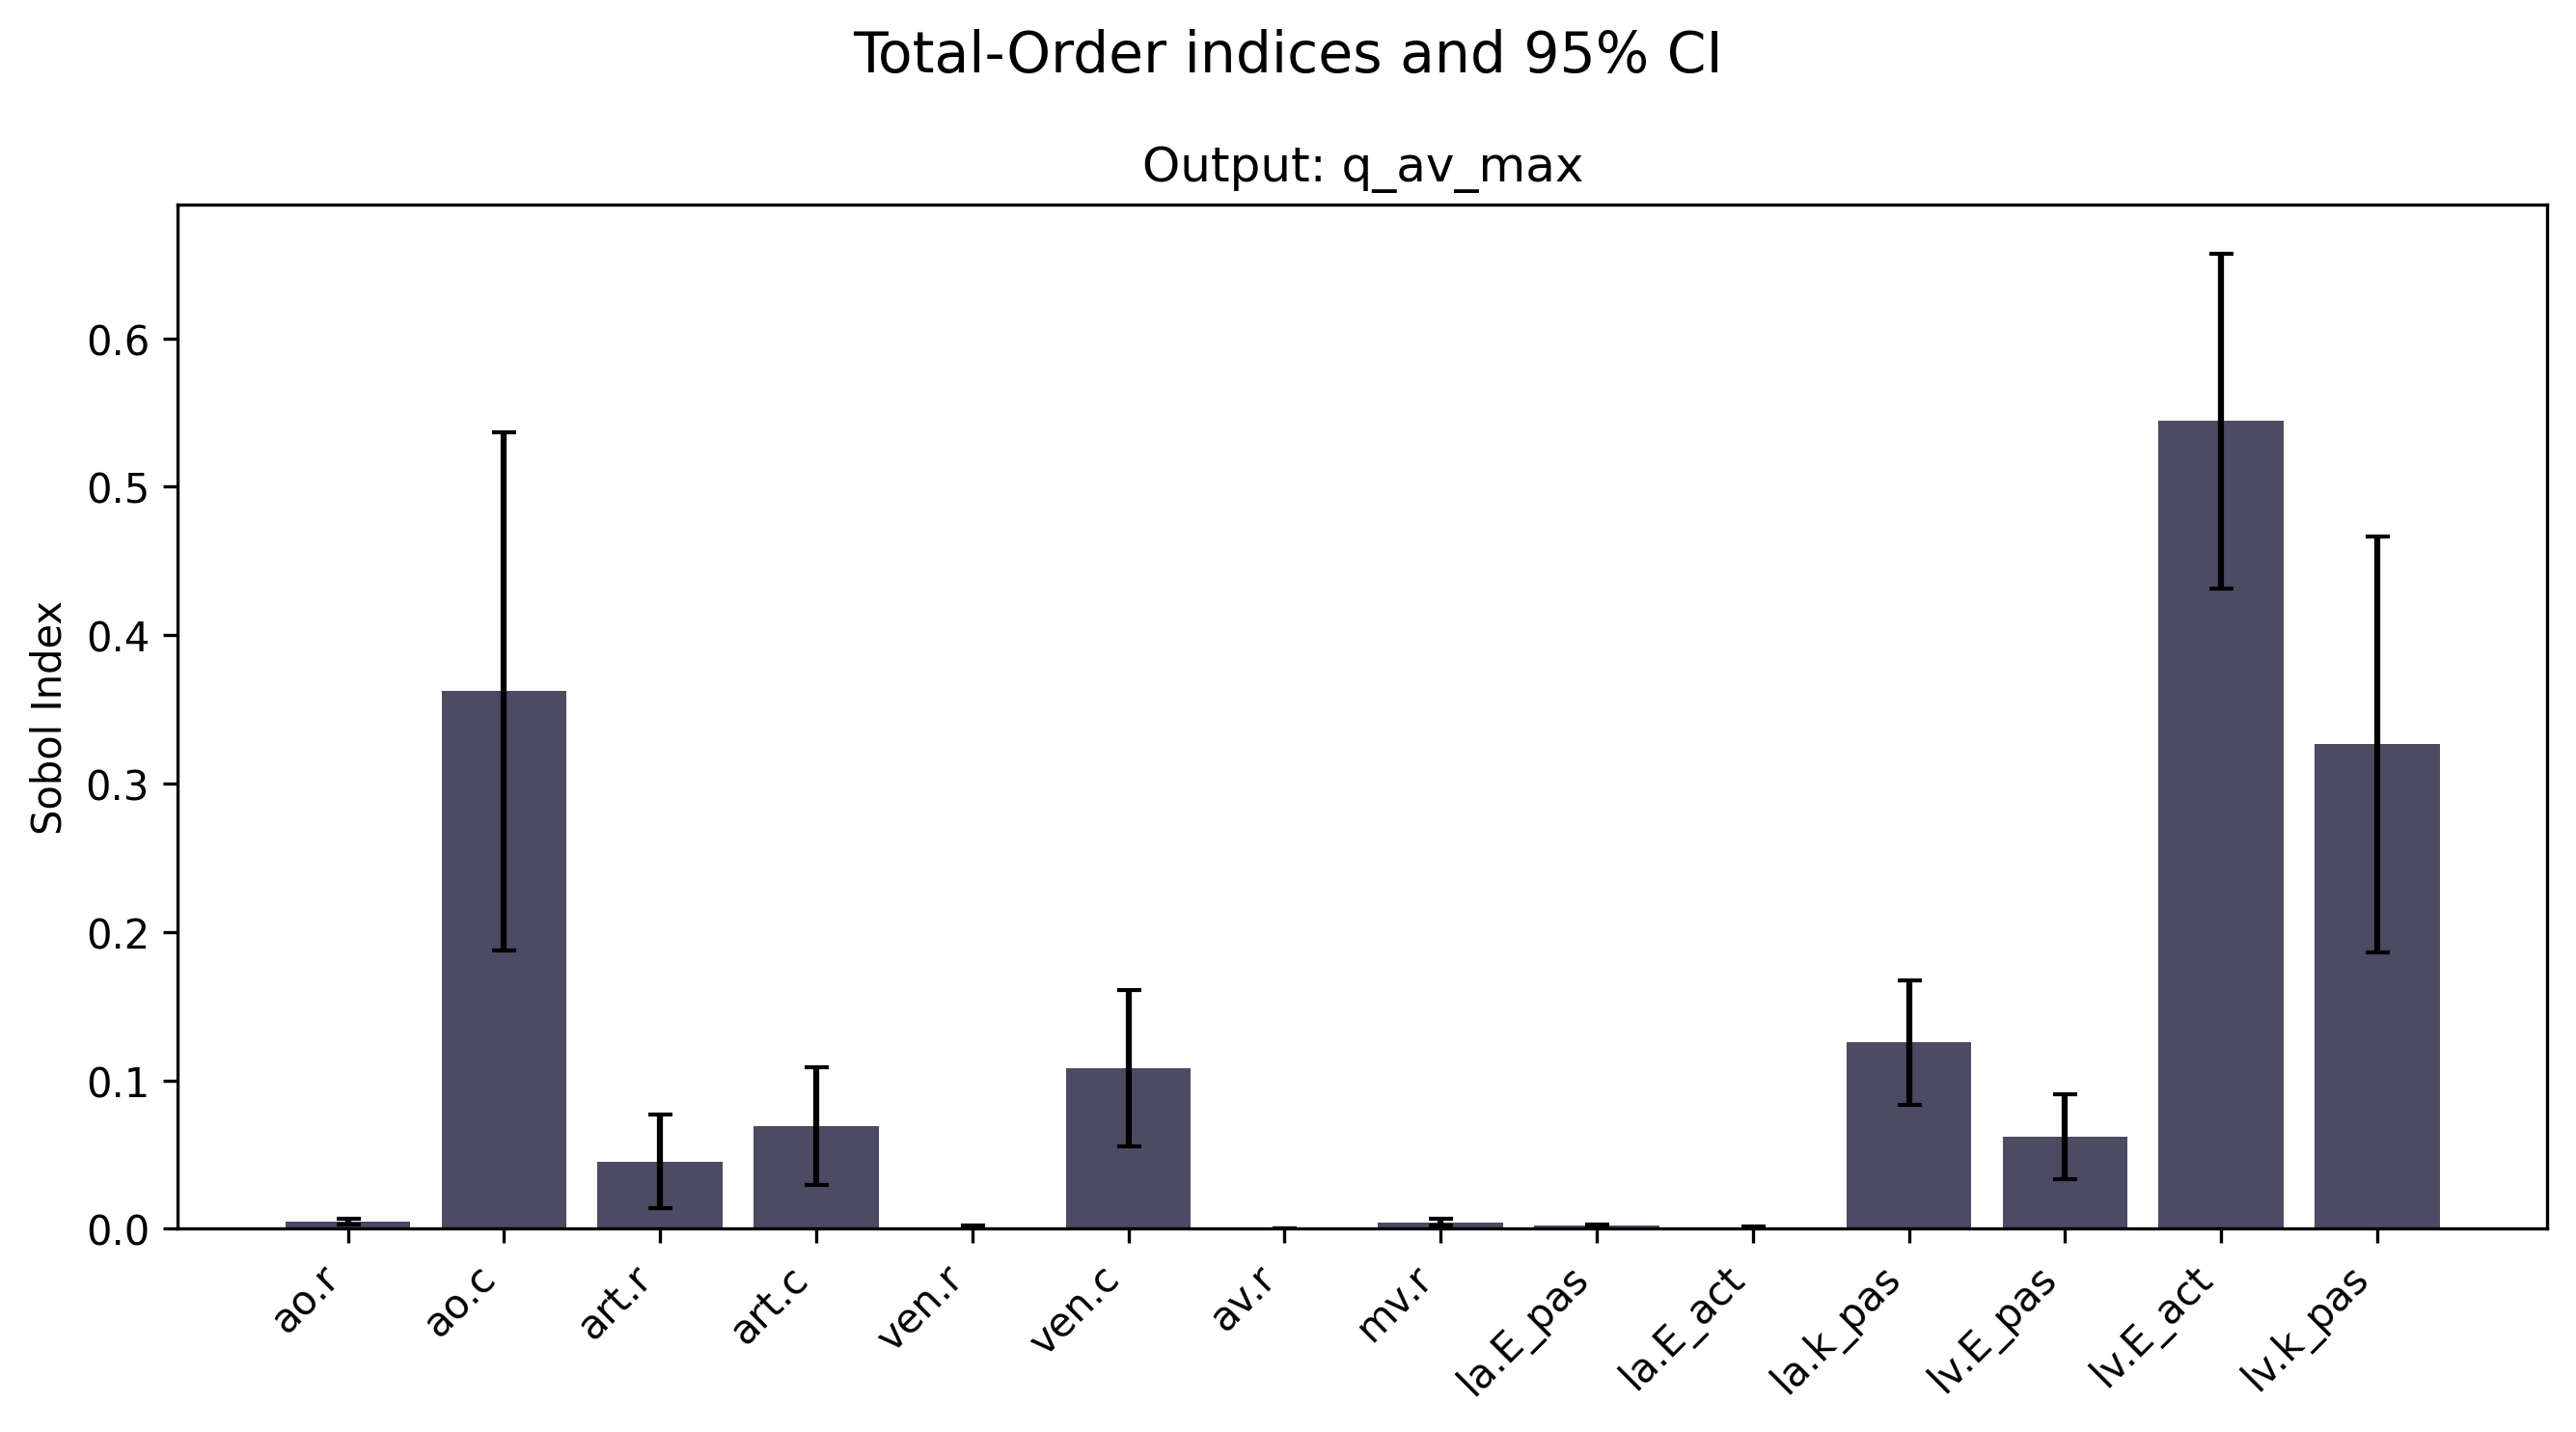 Total-Order indices and 95% CI
Output: q_av_max
Sobol Index
0.6
0.5
0.4
0.3
0.2
0.1
0.0
ao.r
ao.c
art.r
art.c
ven.r
ven.c
av.r
mv.r
la.E_pas
la.E_act
la.k_pas
lv.E_pas
lv.E_act
lv.k_pas